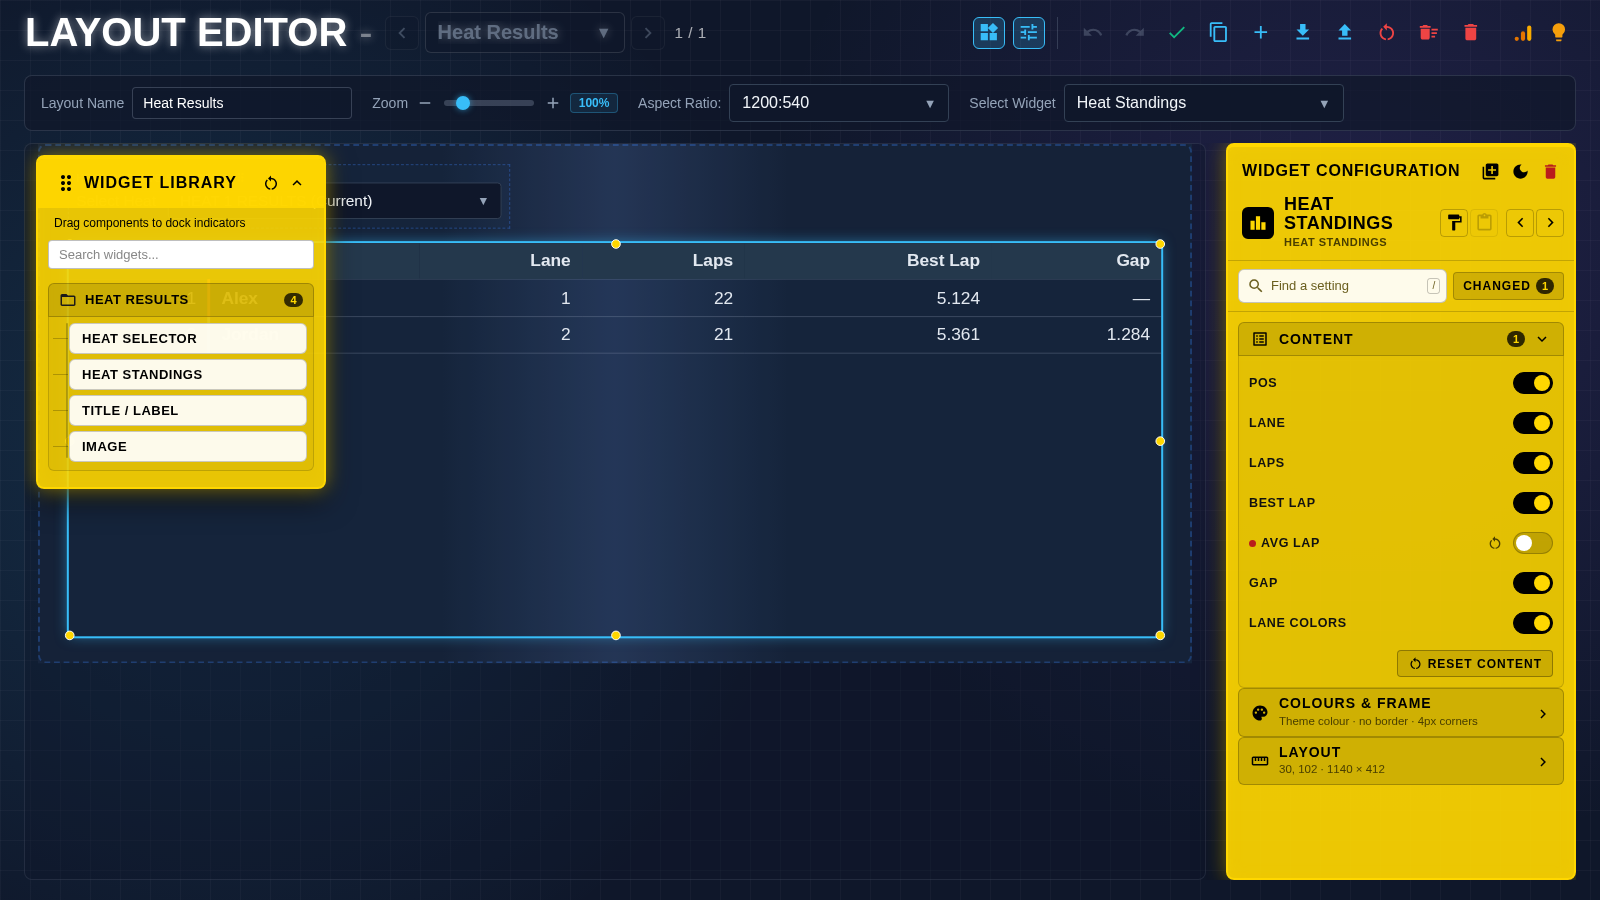 LAYOUT EDITOR -
Heat Results
1 / 1
Layout Name
Heat Results
Zoom
100%
Aspect Ratio:
1200:540
Select Widget
Heat Standings
WIDGET LIBRARY
Drag components to dock indicators
Search widgets...
HEAT RESULTS
4
HEAT SELECTOR
HEAT STANDINGS
TITLE / LABEL
IMAGE
urrent)
Lane Laps Best Lap Gap
1 Alex 1 22 5.124 —
2 21 5.361 1.284
WIDGET CONFIGURATION
HEAT
STANDINGS
HEAT STANDINGS
Find a setting
/
CHANGED 1
CONTENT
1
POS
LANE
LAPS
BEST LAP
AVG LAP
GAP
LANE COLORS
RESET CONTENT
COLOURS & FRAME
Theme colour · no border · 4px corners
LAYOUT
30, 102 · 1140 × 412